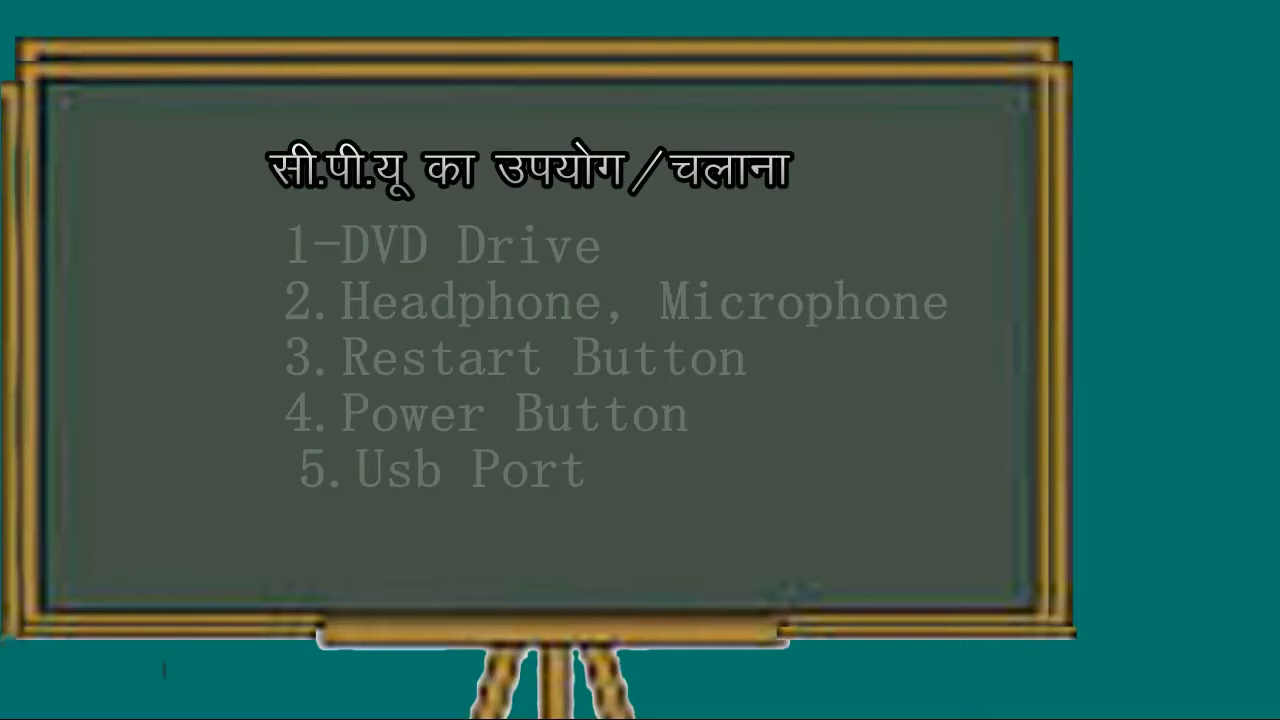 सी.पी.यू का उपयोग/चलाना
1-DVD Drive
2.Headphone, Microphone
3.Restart Button
4.Power Button
5.Usb Port